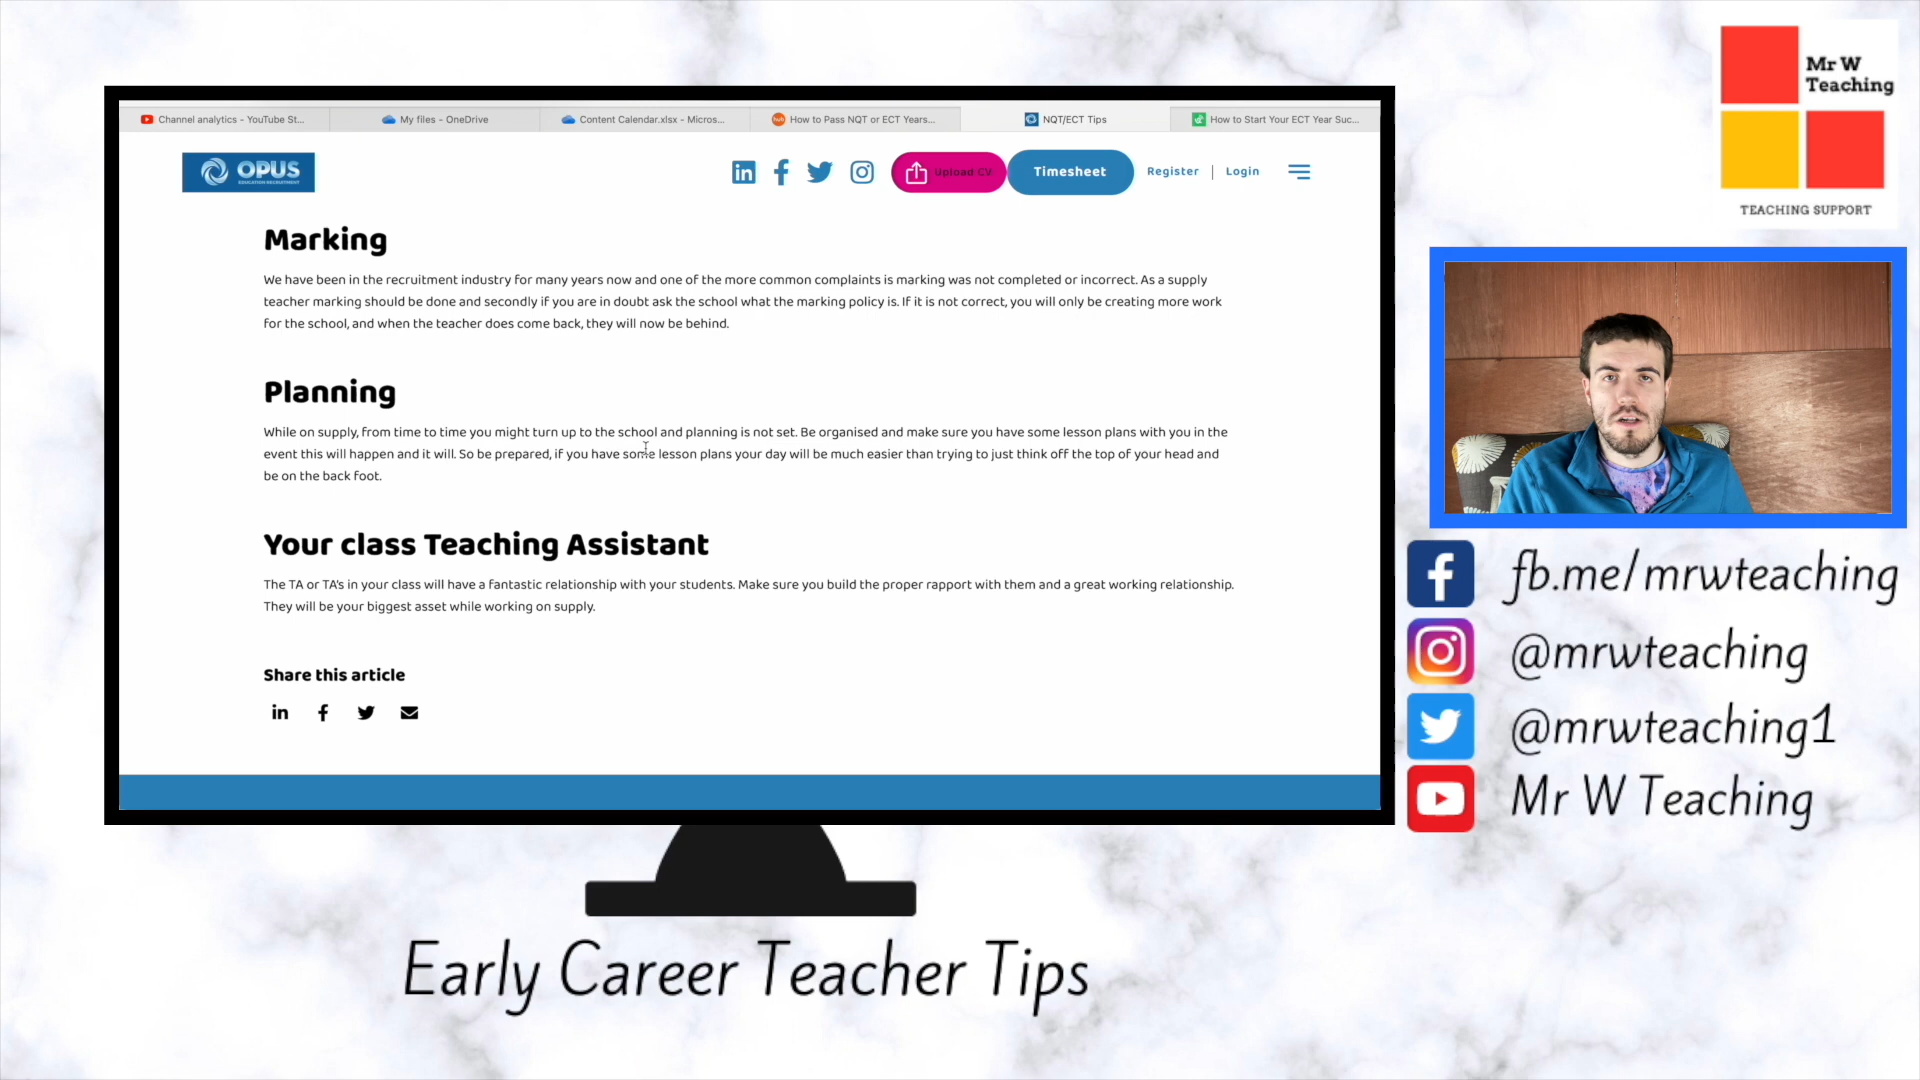 Channel analytics - YouTube St...
My files - OneDrive
Content Calendar.xlsx - Micros...
How to Pass NQT or ECT Years...
NQT/ECT Tips
How to Start Your ECT Year Suc...
OPUS
EDUCATION RECRUITMENT
Upload CV
Timesheet
Register | Login
Marking
We have been in the recruitment industry for many years now and one of the more common complaints is marking was not completed or incorrect. As a supply
teacher marking should be done and secondly if you are in doubt ask the school what the marking policy is. If it is not correct, you will only be creating more work
for the school, and when the teacher does come back, they will now be behind.
Planning
While on supply, from time to time you might turn up to the school and planning is not set. Be organised and make sure you have some lesson plans with you in the
event this will happen and it will. So be prepared, if you have some lesson plans your day will be much easier than trying to just think off the top of your head and
be on the back foot.
Your class Teaching Assistant
The TA or TA's in your class will have a fantastic relationship with your students. Make sure you build the proper rapport with them and a great working relationship.
They will be your biggest asset while working on supply.
Share this article
Mr W
Teaching
TEACHING SUPPORT
fb.me/mrwteaching
@mrwteaching
@mrwteaching1
Mr W Teaching
Early Career Teacher Tips